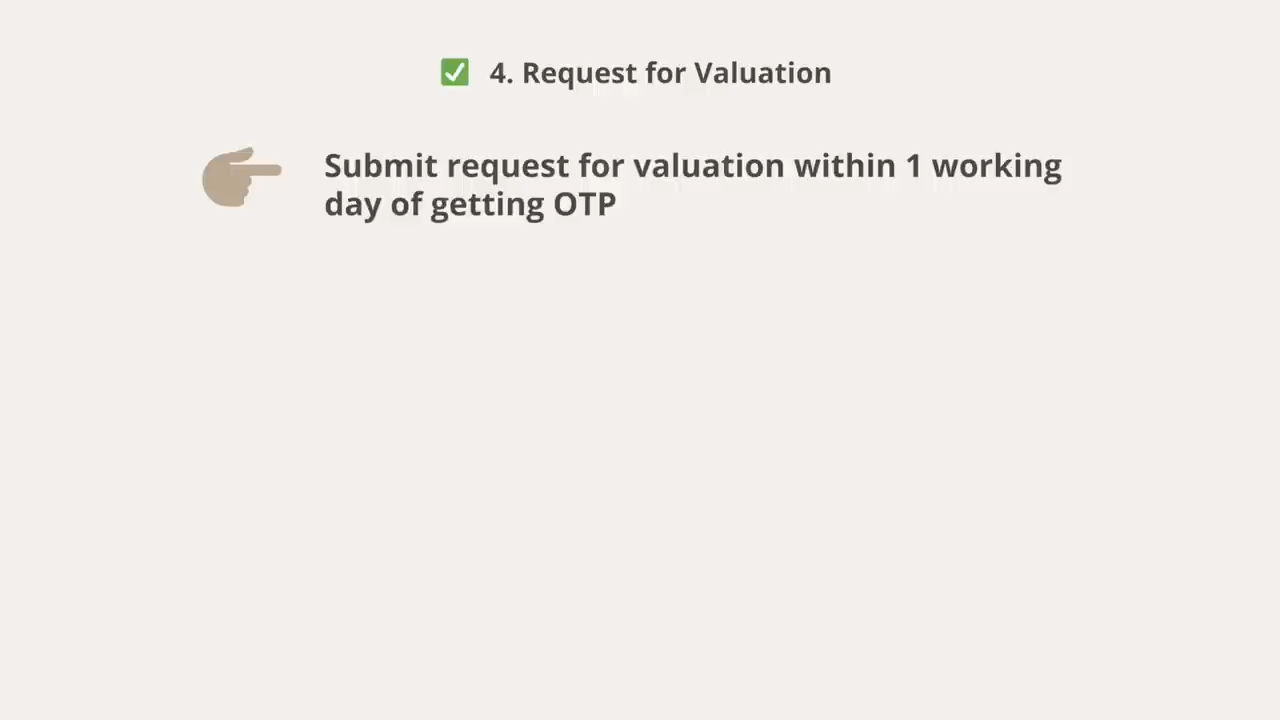 ✅ 4. Request for Valuation
Submit request for valuation within 1 working
day of getting OTP